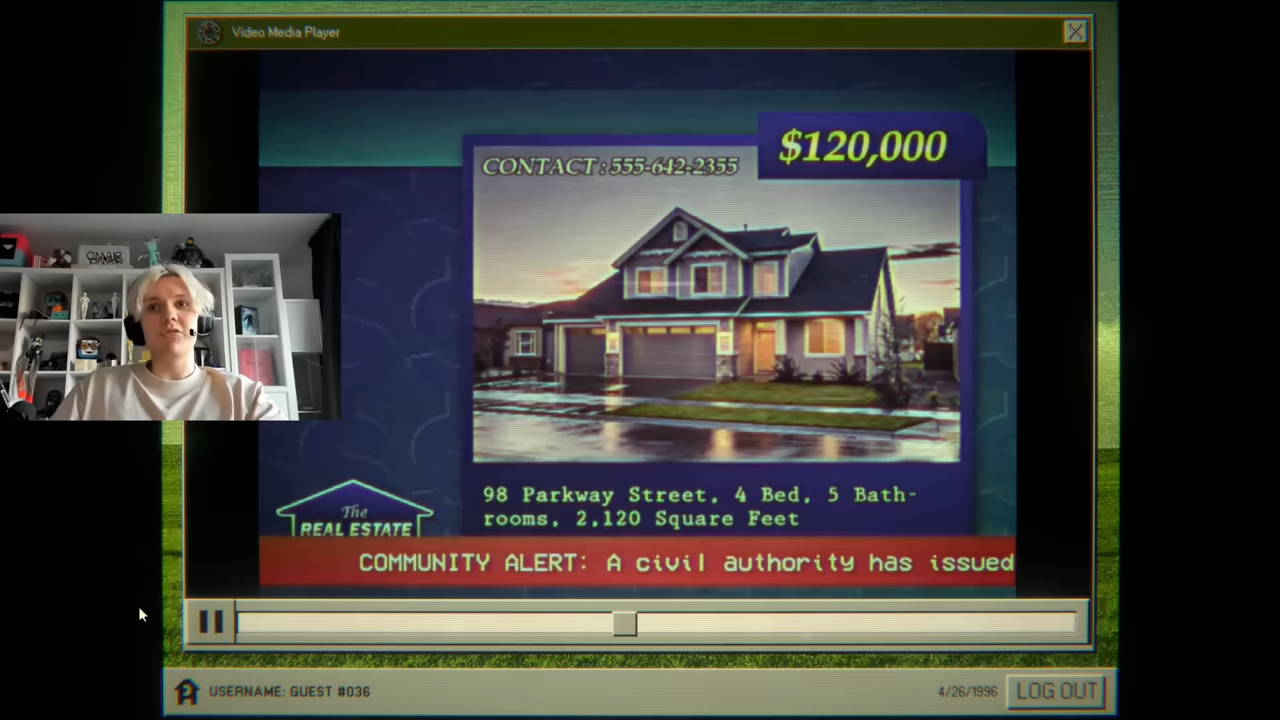 Video Media Player
$120,000
CONTACT : 555-642-2355
98 Parkway Street, 4 Bed, 5 Bath-
rooms, 2,120 Square Feet
The
REAL ESTATE
COMMUNITY ALERT: A civil authority has issued
USERNAME: GUEST #036
4/26/1996
LOG OUT